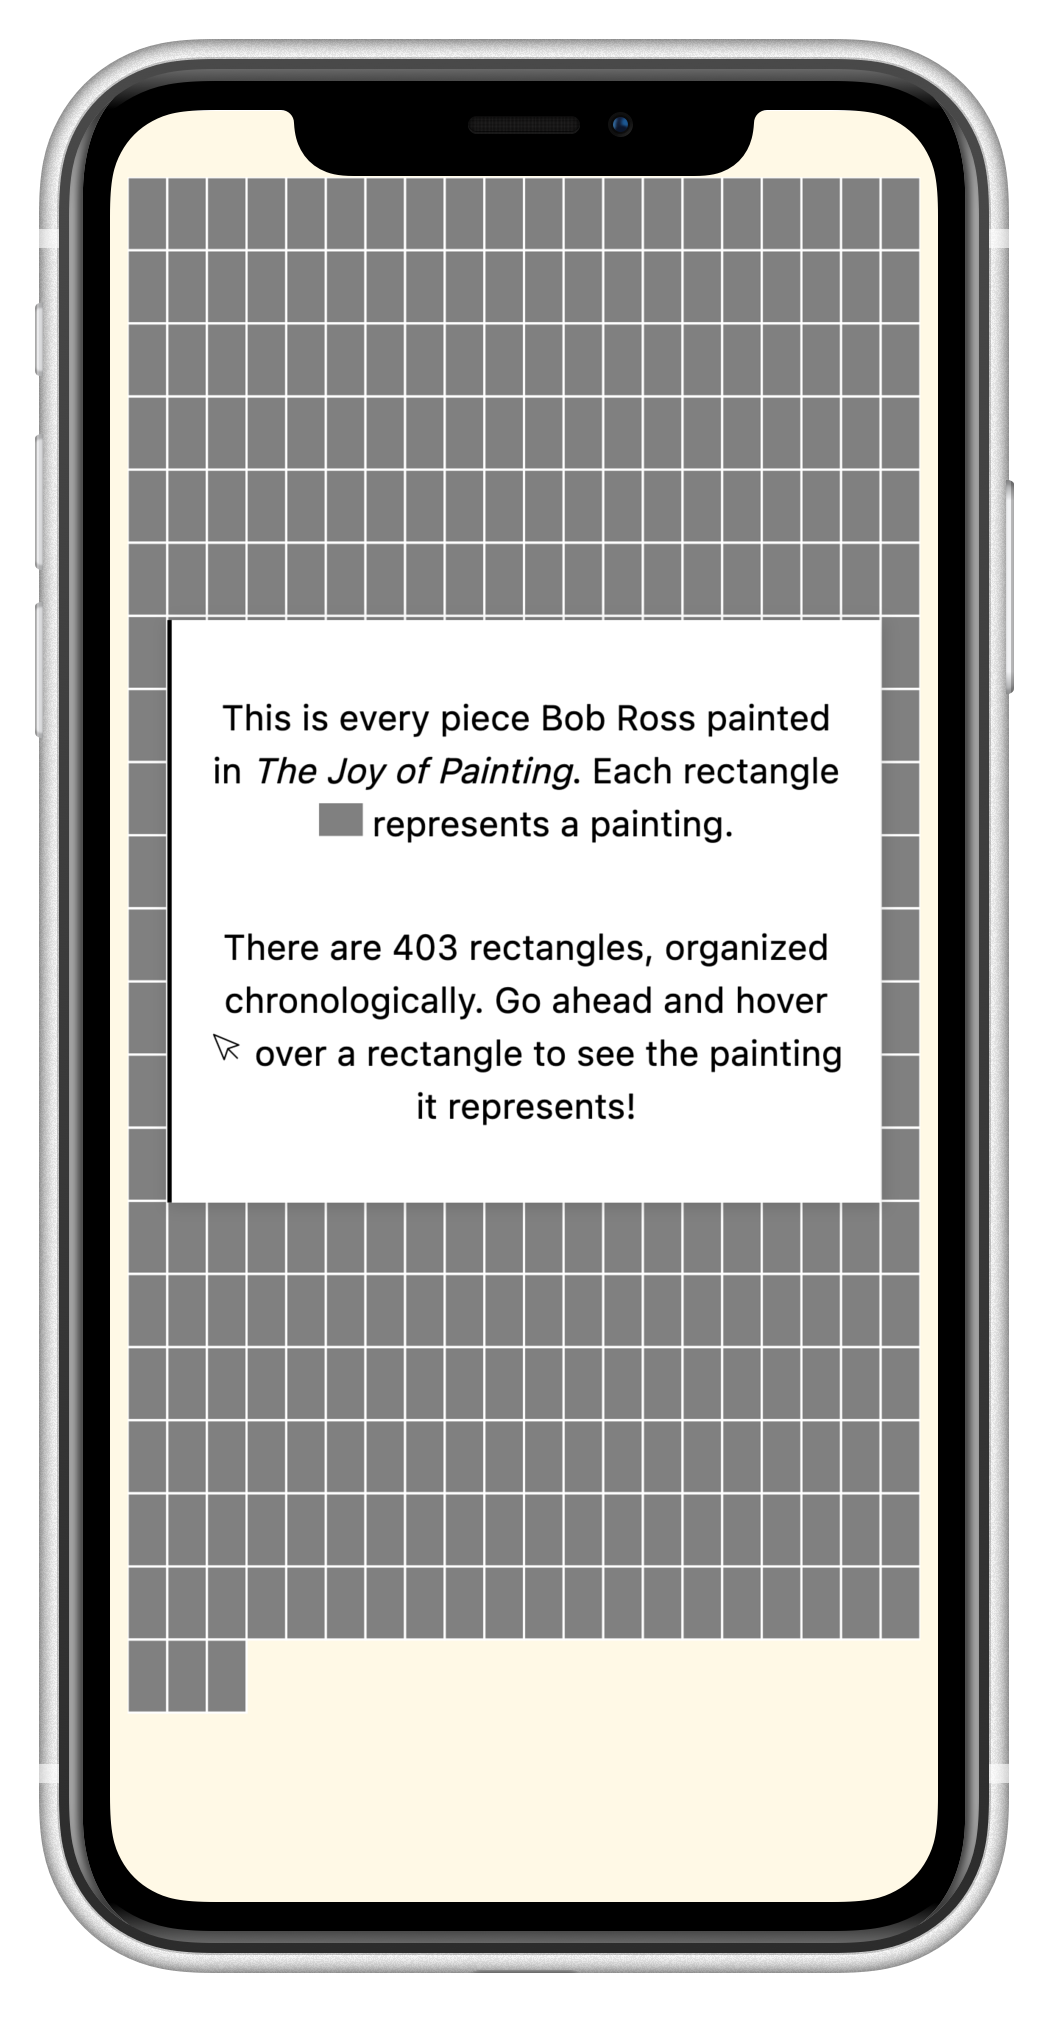 This is every piece Bob Ross painted
in The Joy of Painting. Each rectangle
represents a painting.
There are 403 rectangles, organized
chronologically. Go ahead and hover
over a rectangle to see the painting
it represents!